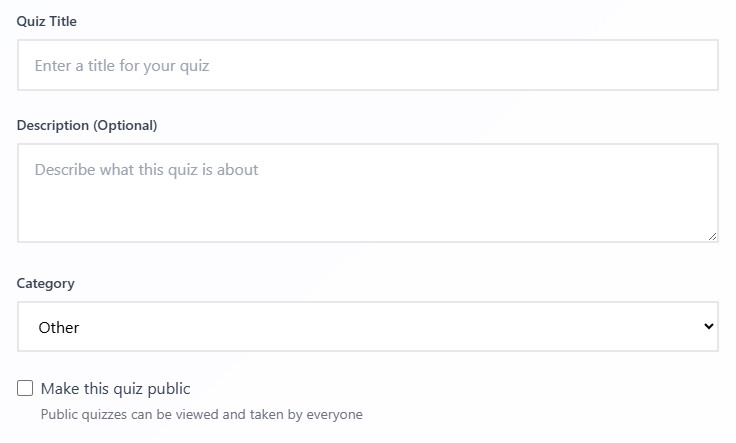 Quiz Title
Enter a title for your quiz
Description (Optional)
Describe what this quiz is about
Category
Other
Make this quiz public
Public quizzes can be viewed and taken by everyone